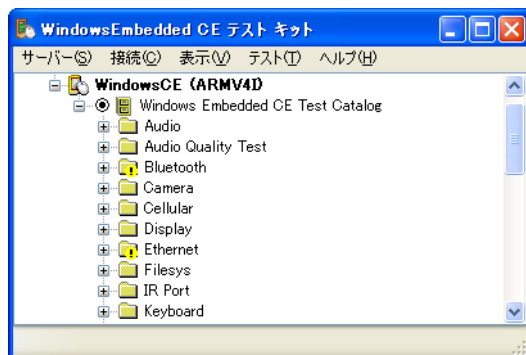 WindowsEmbedded CE テスト キット
サーバー(S) 接続(C) 表示(V) テスト(T) ヘルプ(H)
WindowsCE (ARMV4I)
Windows Embedded CE Test Catalog
Audio
Audio Quality Test
Bluetooth
Camera
Cellular
Display
Ethernet
Filesys
IR Port
Keyboard